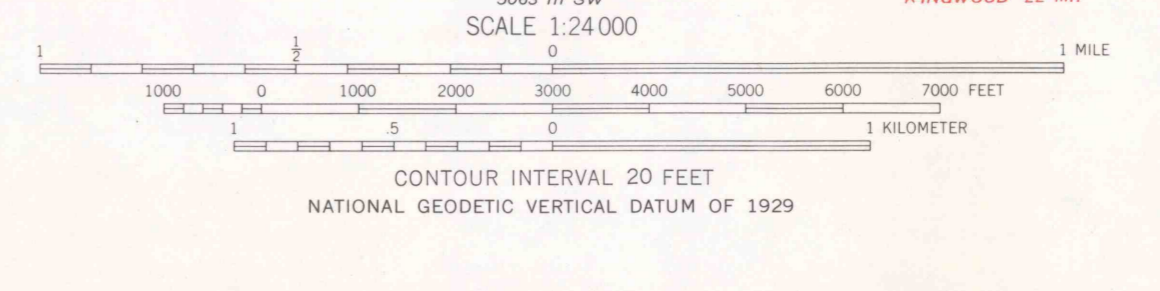 SCALE 1:24 000
1 1/2 0 1 MILE
1000 0 1000 2000 3000 4000 5000 6000 7000 FEET
1 .5 0 1 KILOMETER
CONTOUR INTERVAL 20 FEET
NATIONAL GEODETIC VERTICAL DATUM OF 1929